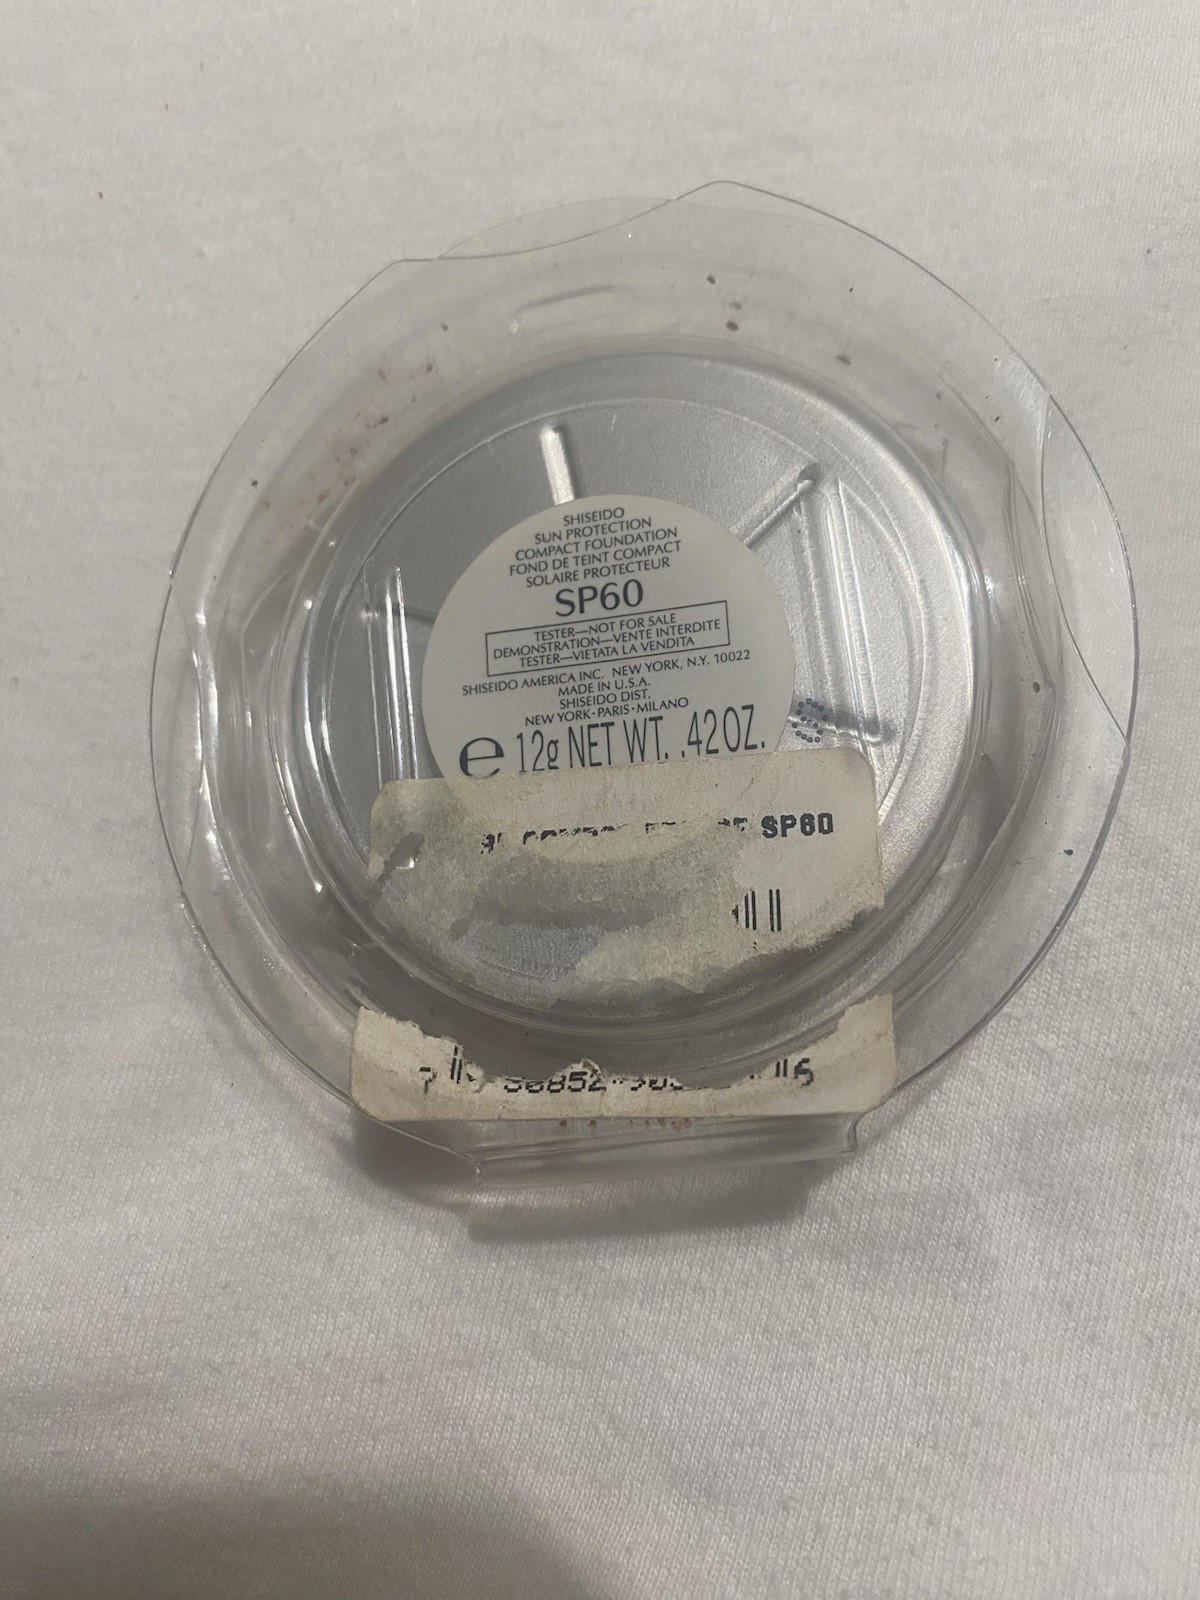 SHISEIDO
SUN PROTECTION
COMPACT FOUNDATION
FOND DE TEINT COMPACT
SOLAIRE PROTECTEUR
SP60
TESTER—NOT FOR SALE
DEMONSTRATION—VENTE INTERDITE
TESTER—VIETATA LA VENDITA
SHISEIDO AMERICA INC. NEW YORK, N.Y. 10022
MADE IN U.S.A.
SHISEIDO DIST.
NEW YORK·PARIS·MILANO
e 12g NET WT. .42 OZ.
SP60